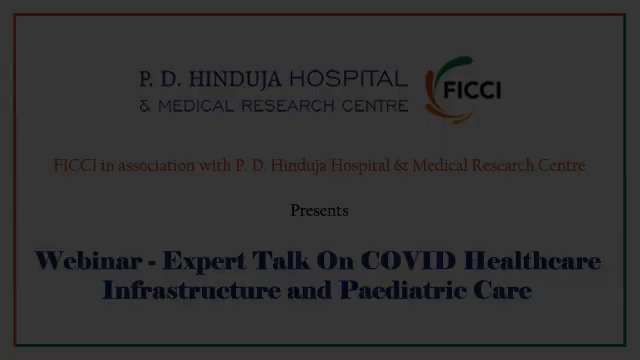 P. D. HINDUJA HOSPITAL
& MEDICAL RESEARCH CENTRE
FICCI
FICCI in association with P. D. Hinduja Hospital & Medical Research Centre
Presents
Webinar - Expert Talk On COVID Healthcare
Infrastructure and Paediatric Care